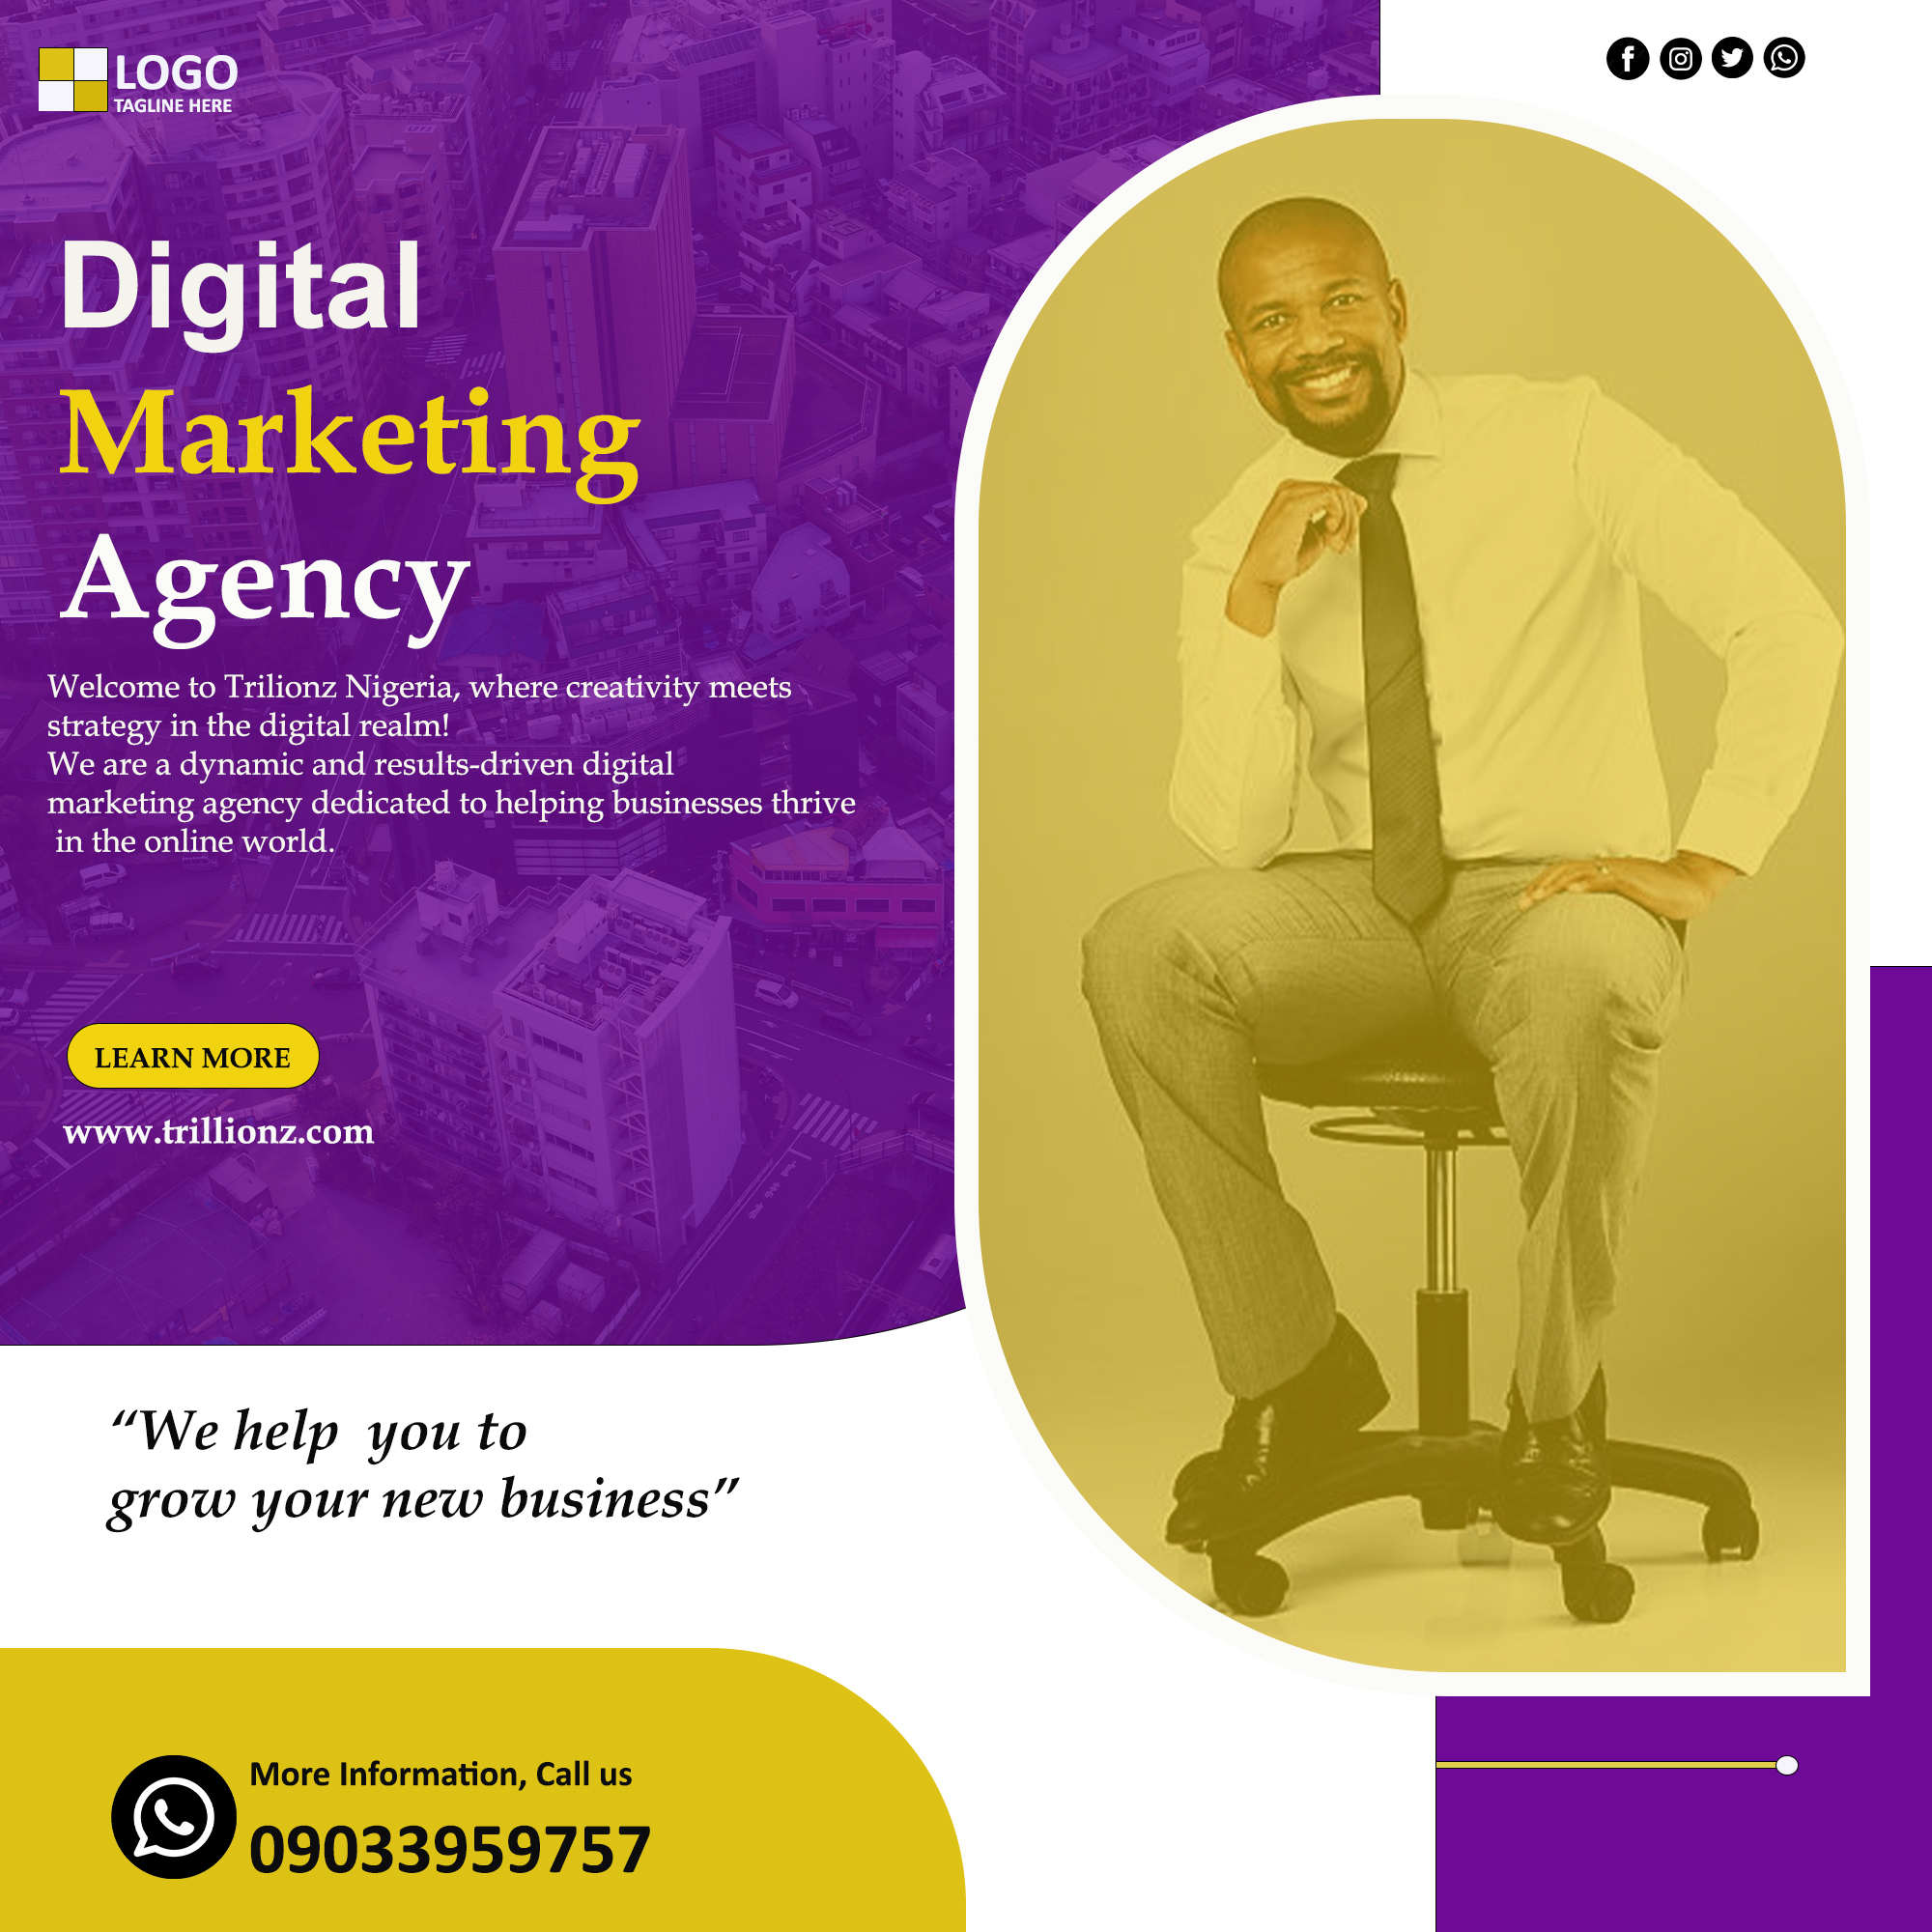 LOGO
TAGLINE HERE
Digital
Marketing
Agency
Welcome to Trilionz Nigeria, where creativity meets
strategy in the digital realm!
We are a dynamic and results-driven digital
marketing agency dedicated to helping businesses thrive
in the online world.
LEARN MORE
www.trillionz.com
“We help you to
grow your new business”
More Information, Call us
09033959757